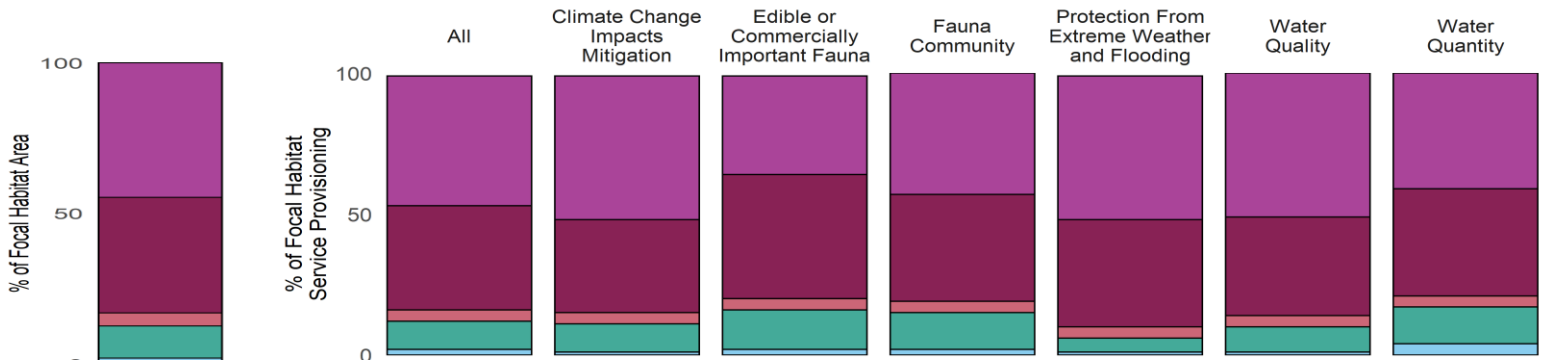 All
Climate Change
Impacts
Mitigation
Edible or
Commercially
Important Fauna
Fauna
Community
Protection From
Extreme Weather
and Flooding
Water
Quality
Water
Quantity
% of Focal Habitat Area
100
50
% of Focal Habitat
Service Provisioning
100
50
0